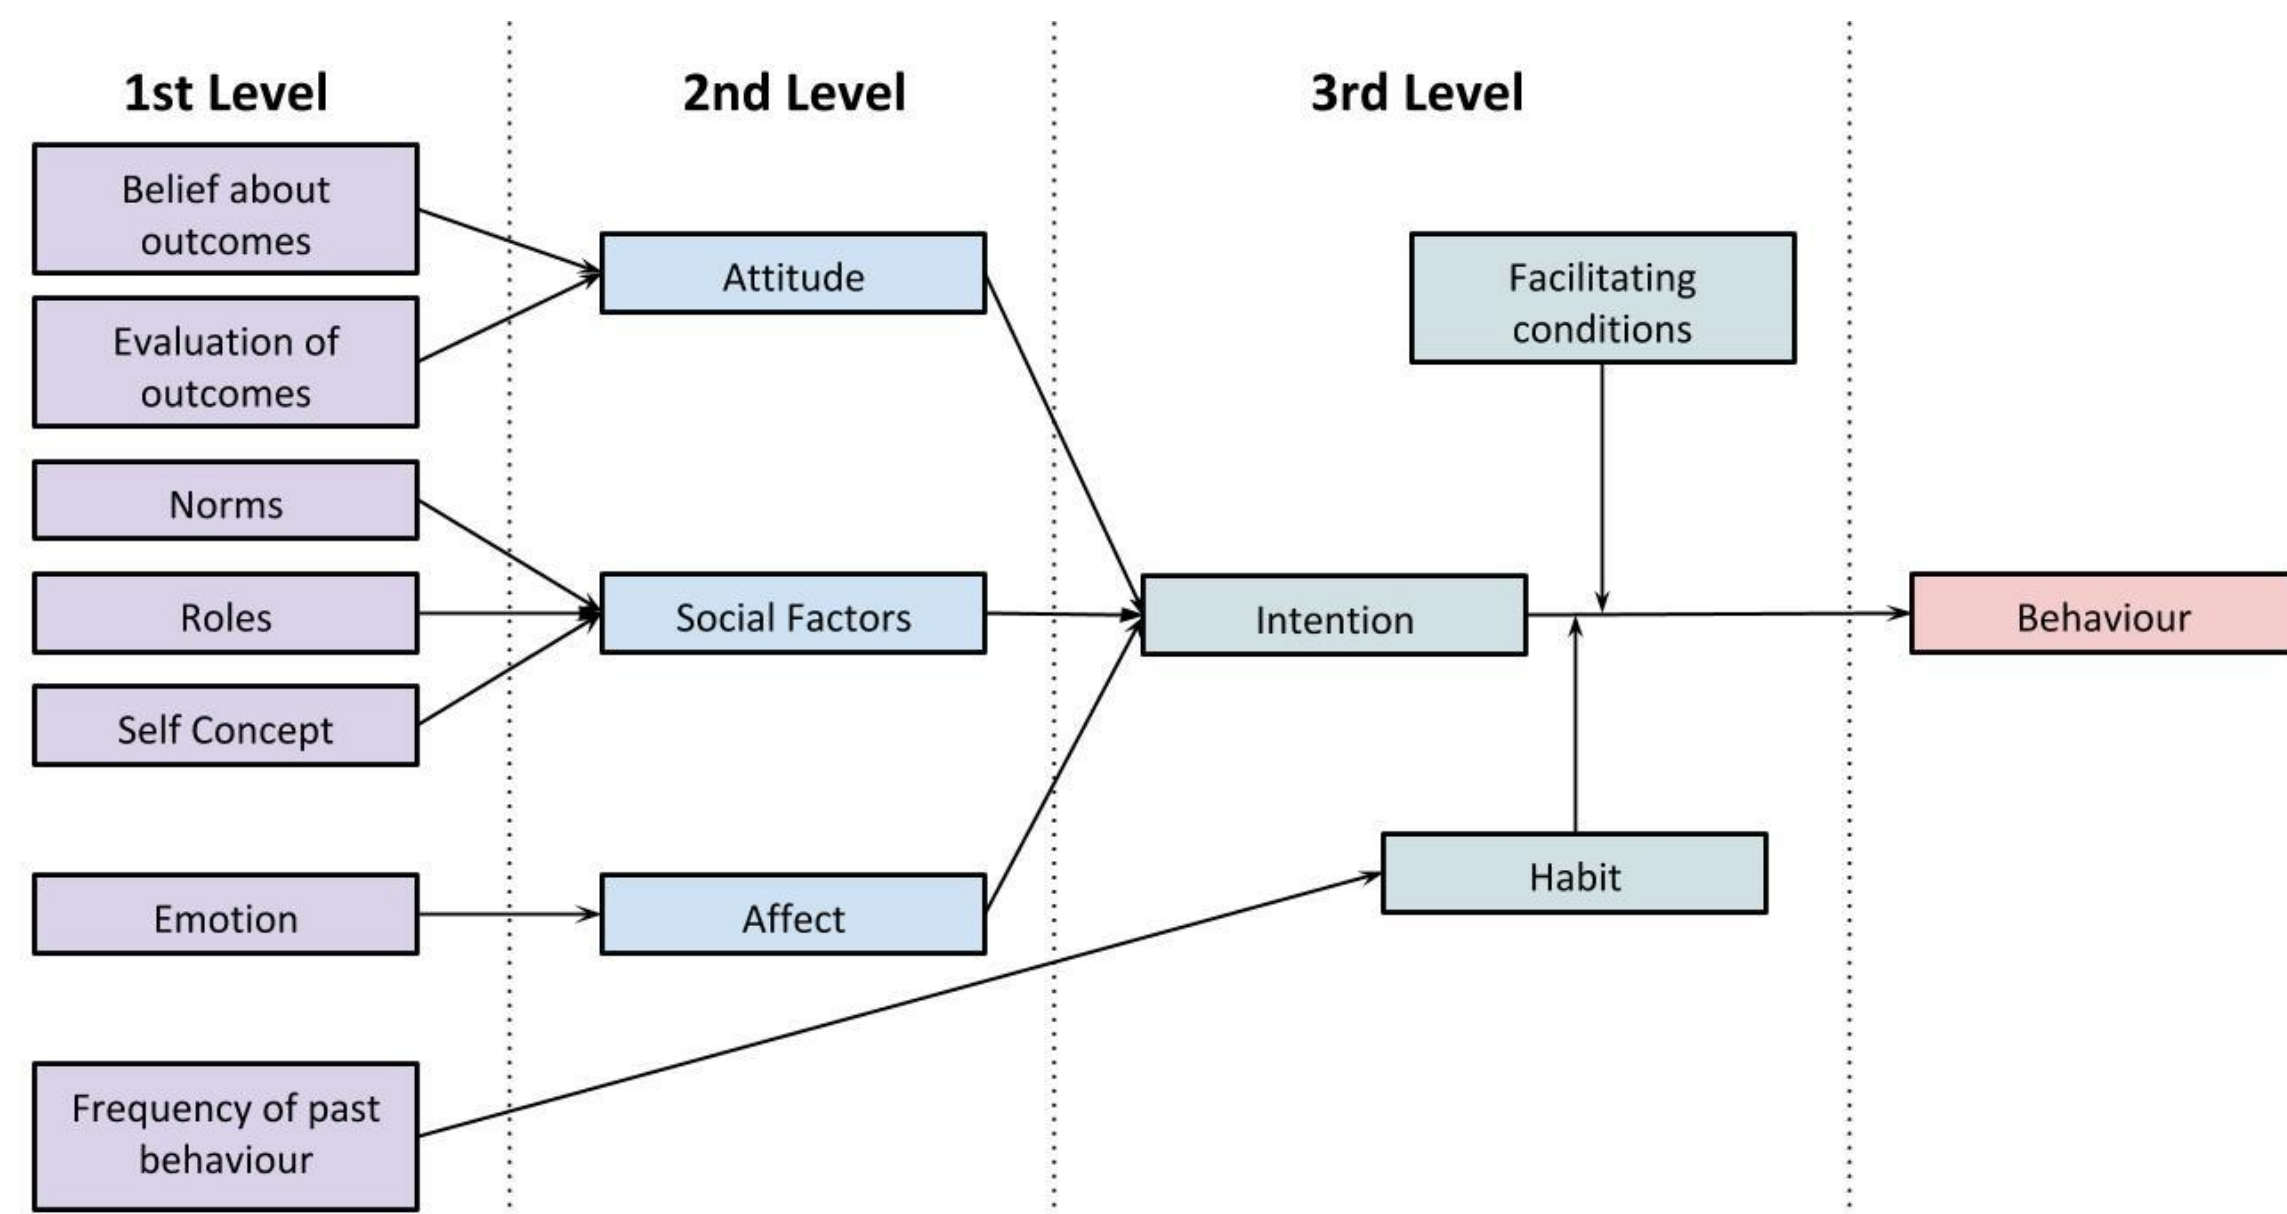 1st Level
2nd Level
3rd Level
Belief about
outcomes
Evaluation of
outcomes
Norms
Roles
Self Concept
Emotion
Frequency of past
behaviour
Attitude
Social Factors
Affect
Facilitating
conditions
Intention
Habit
Behaviour